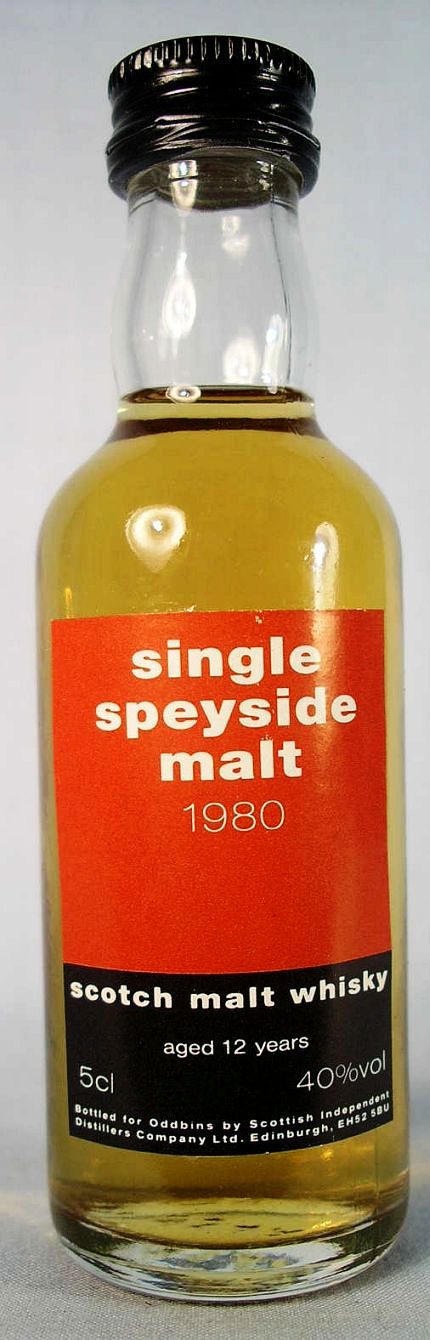 single
speyside
malt
1980
scotch malt whisky
aged 12 years
5cl 40%vol
Bottled for Oddbins by Scottish Independent
Distillers Company Ltd. Edinburgh, EH52 5BU